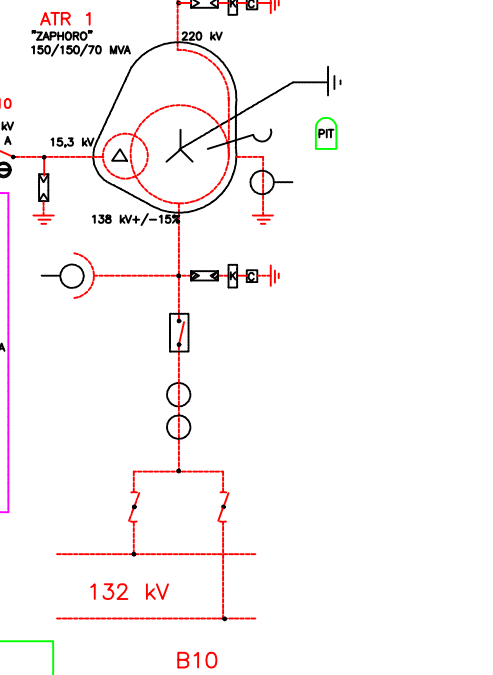 K C
ATR 1
"ZAPHORO"
150/150/70 MVA
220 kV
10
kV
A
15,3 kV
PIT
138 kV+/-15%
K C
A
132 kV
B10